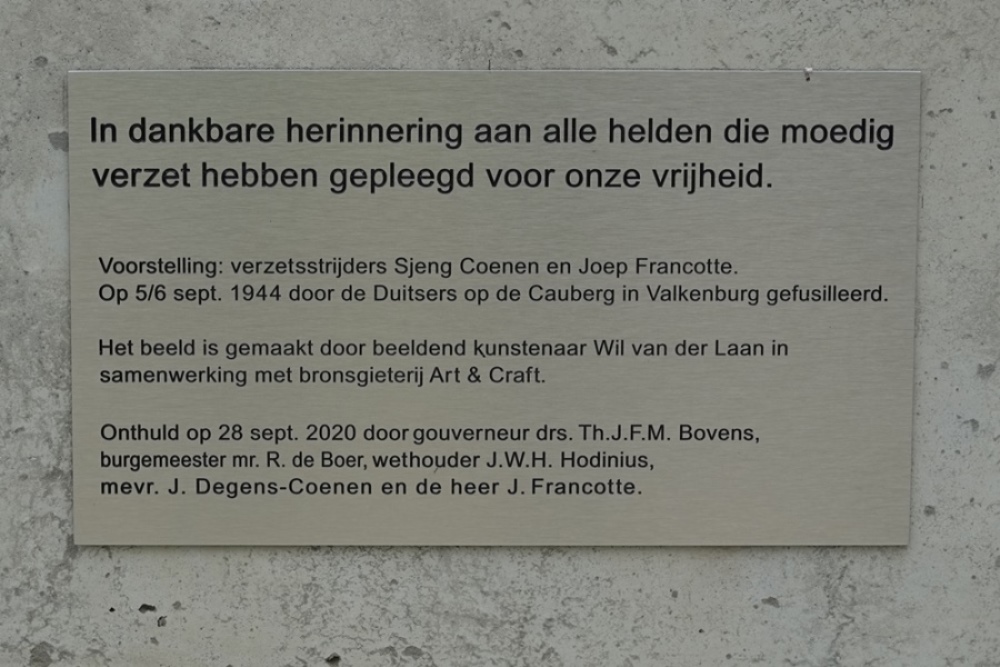 In dankbare herinnering aan alle helden die moedig
verzet hebben gepleegd voor onze vrijheid.
Voorstelling: verzetsstrijders Sjeng Coenen en Joep Francotte.
Op 5/6 sept. 1944 door de Duitsers op de Cauberg in Valkenburg gefusilleerd.
Het beeld is gemaakt door beeldend kunstenaar Wil van der Laan in
samenwerking met bronsgieterij Art & Craft.
Onthuld op 28 sept. 2020 door gouverneur drs. Th.J.F.M. Bovens,
burgemeester mr. R. de Boer, wethouder J.W.H. Hodinius,
mevr. J. Degens-Coenen en de heer J. Francotte.